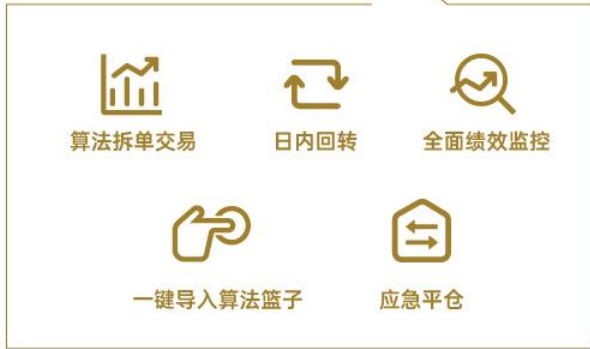 算法拆单交易
日内回转
全面绩效监控
一键导入算法篮子
应急平仓